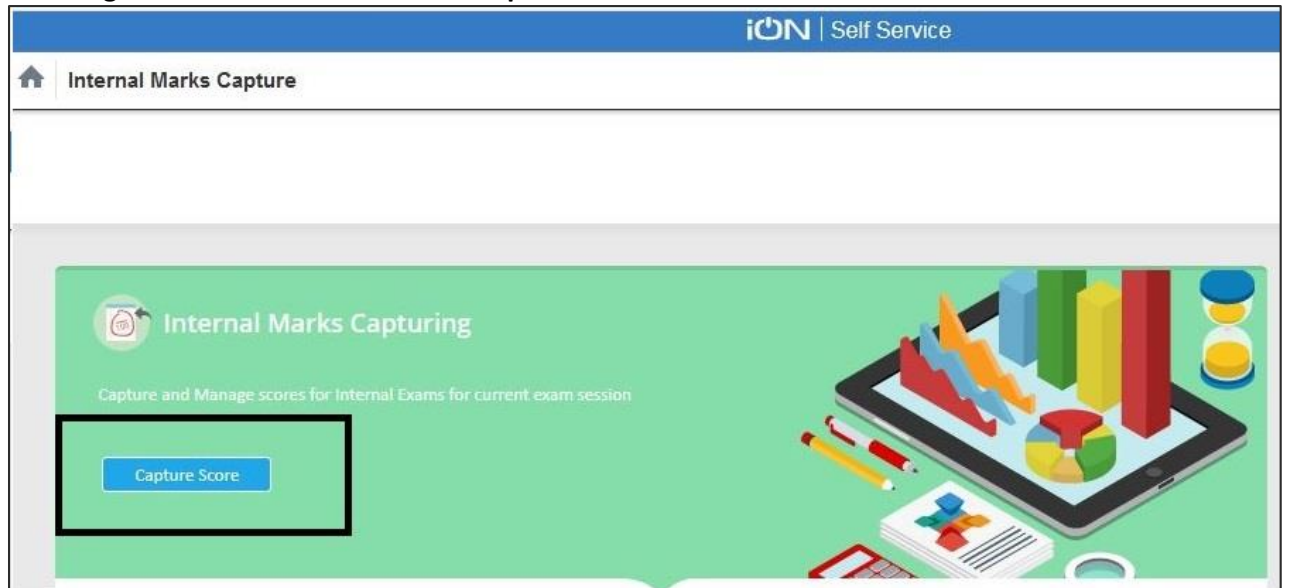 iON | Self Service
Internal Marks Capture
Internal Marks Capturing
Capture and Manage scores for Internal Exams for current exam session
Capture Score